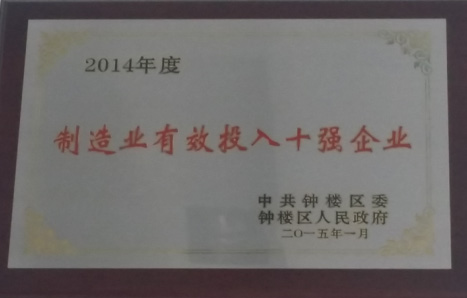 2014年度
制造业有效投入十强企业
中共钟楼区委
钟楼区人民政府
二〇一五年一月